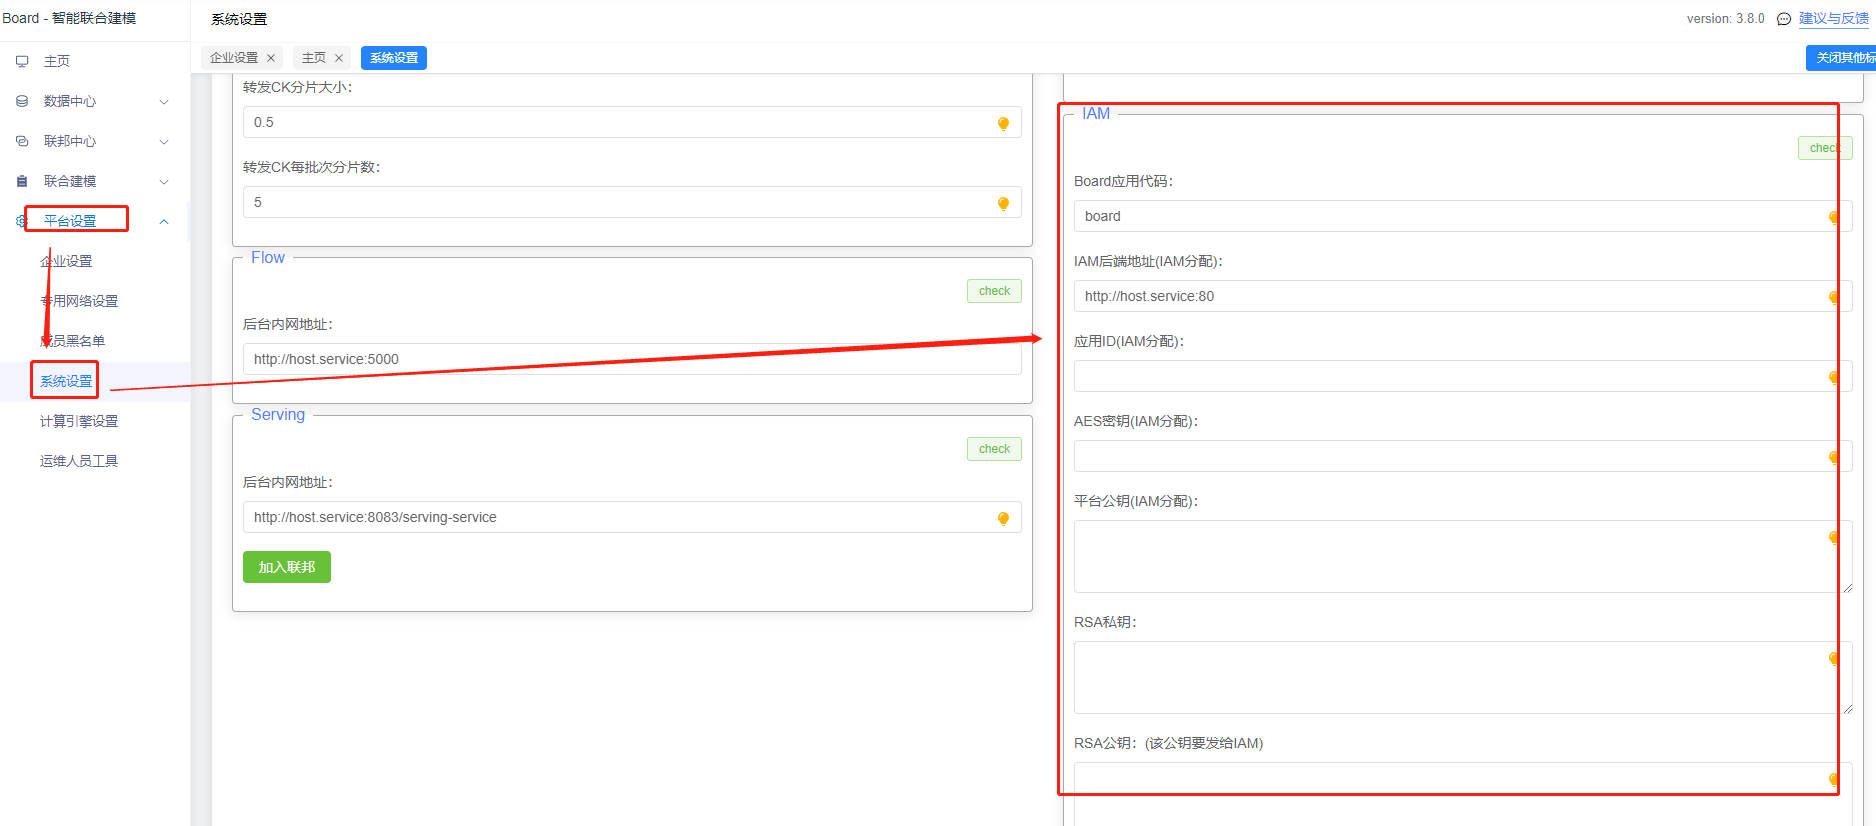 Board - 智能联合建模
系统设置
version: 3.8.0
建议与反馈
主页
数据中心
联邦中心
联合建模
平台设置
企业设置
专用网络设置
成员黑名单
系统设置
计算引擎设置
运维人员工具
企业设置
主页
系统设置
关闭其他标
转发CK分片大小:
0.5
转发CK每批次分片数:
5
Flow
check
后台内网地址:
http://host.service:5000
Serving
check
后台内网地址:
http://host.service:8083/serving-service
加入联邦
IAM
check
Board应用代码:
board
IAM后端地址(IAM分配):
http://host.service:80
应用ID(IAM分配):
AES密钥(IAM分配):
平台公钥(IAM分配):
RSA私钥:
RSA公钥: (该公钥要发给IAM)